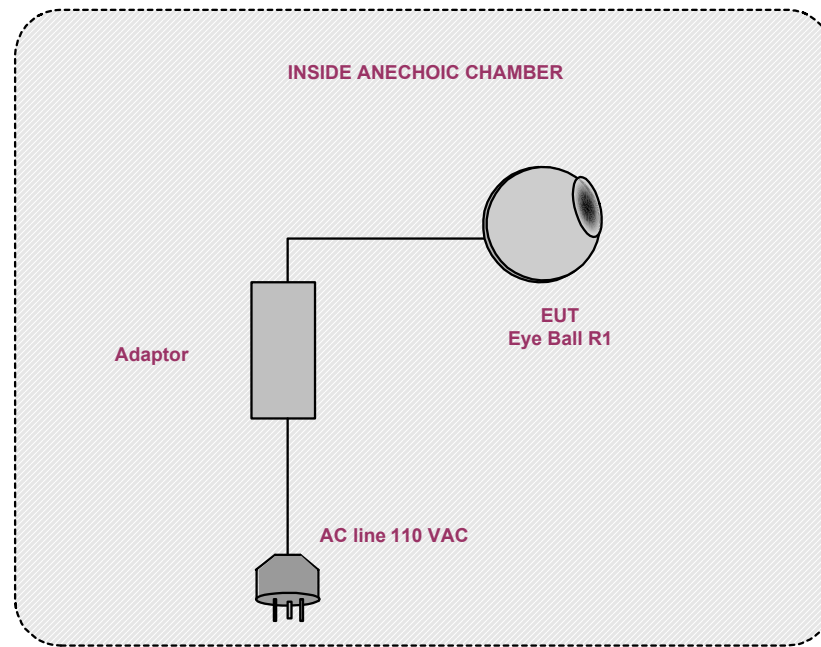 INSIDE ANECHOIC CHAMBER
EUT
Eye Ball R1
Adaptor
AC line 110 VAC